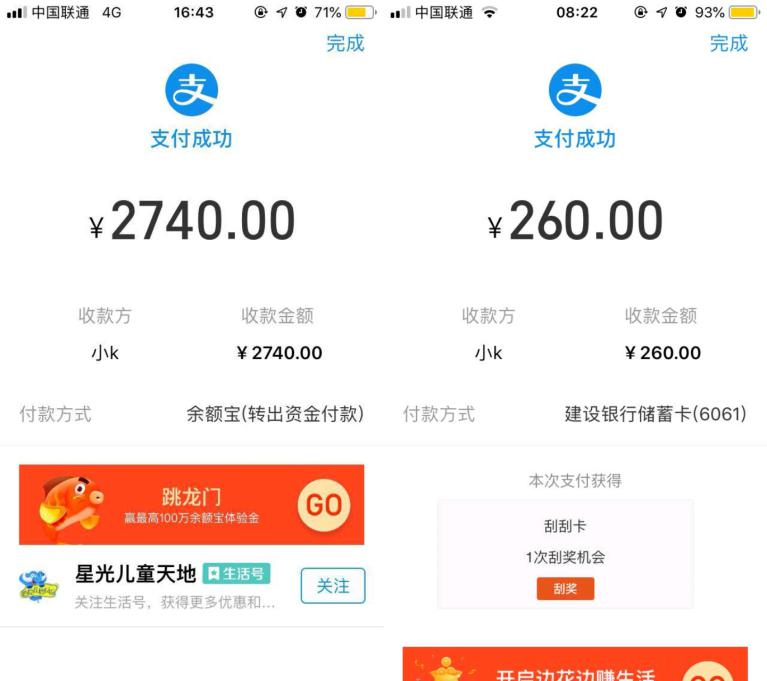 中国联通 4G 16:43 71%
完成
支
支付成功
¥2740.00
收款方 收款金额
小k ¥2740.00
付款方式 余额宝(转出资金付款)
跳龙门
赢最高100万余额宝体验金
GO
星光儿童天地 生活号
关注生活号，获得更多优惠和...
关注
中国联通 08:22 93%
完成
支
支付成功
¥260.00
收款方 收款金额
小k ¥260.00
付款方式 建设银行储蓄卡(6061)
本次支付获得
刮刮卡
1次刮奖机会
刮奖
开启边花边赚生活
GO